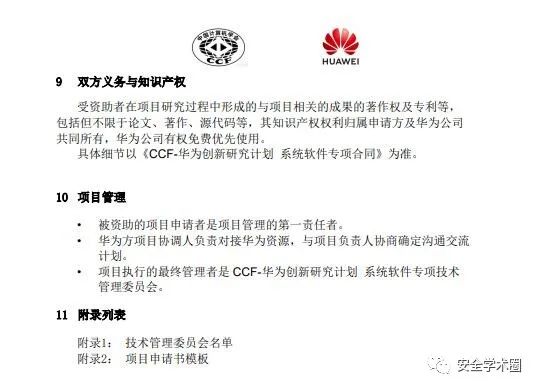 中国计算机学会
CCF
HUAWEI
9 双方义务与知识产权
受资助者在项目研究过程中形成的与项目相关的成果的著作权及专利等，
包括但不限于论文、著作、源代码等，其知识产权权利归属申请方及华为公司
共同所有，华为公司有权免费优先使用。
具体细节以《CCF-华为创新研究计划 系统软件专项合同》为准。
10 项目管理
• 被资助的项目申请者是项目管理的第一责任者。
• 华为方项目协调人负责对接华为资源，与项目负责人协商确定沟通交流
计划。
• 项目执行的最终管理者是 CCF-华为创新研究计划 系统软件专项技术
管理委员会。
11 附录列表
附录1： 技术管理委员会名单
附录2： 项目申请书模板
安全学术圈